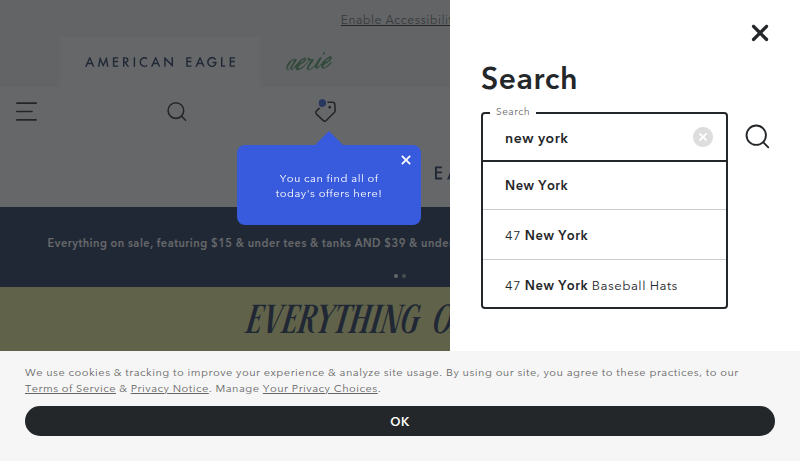 Enable Accessibili
AMERICAN EAGLE
aerie
You can find all of
today's offers here!
EA
Everything on sale, featuring $15 & under tees & tanks AND $39 & unde
EVERYTHING O
Search
Search
new york
New York
47 New York
47 New York Baseball Hats
We use cookies & tracking to improve your experience & analyze site usage. By using our site, you agree to these practices, to our
Terms of Service & Privacy Notice. Manage Your Privacy Choices.
OK